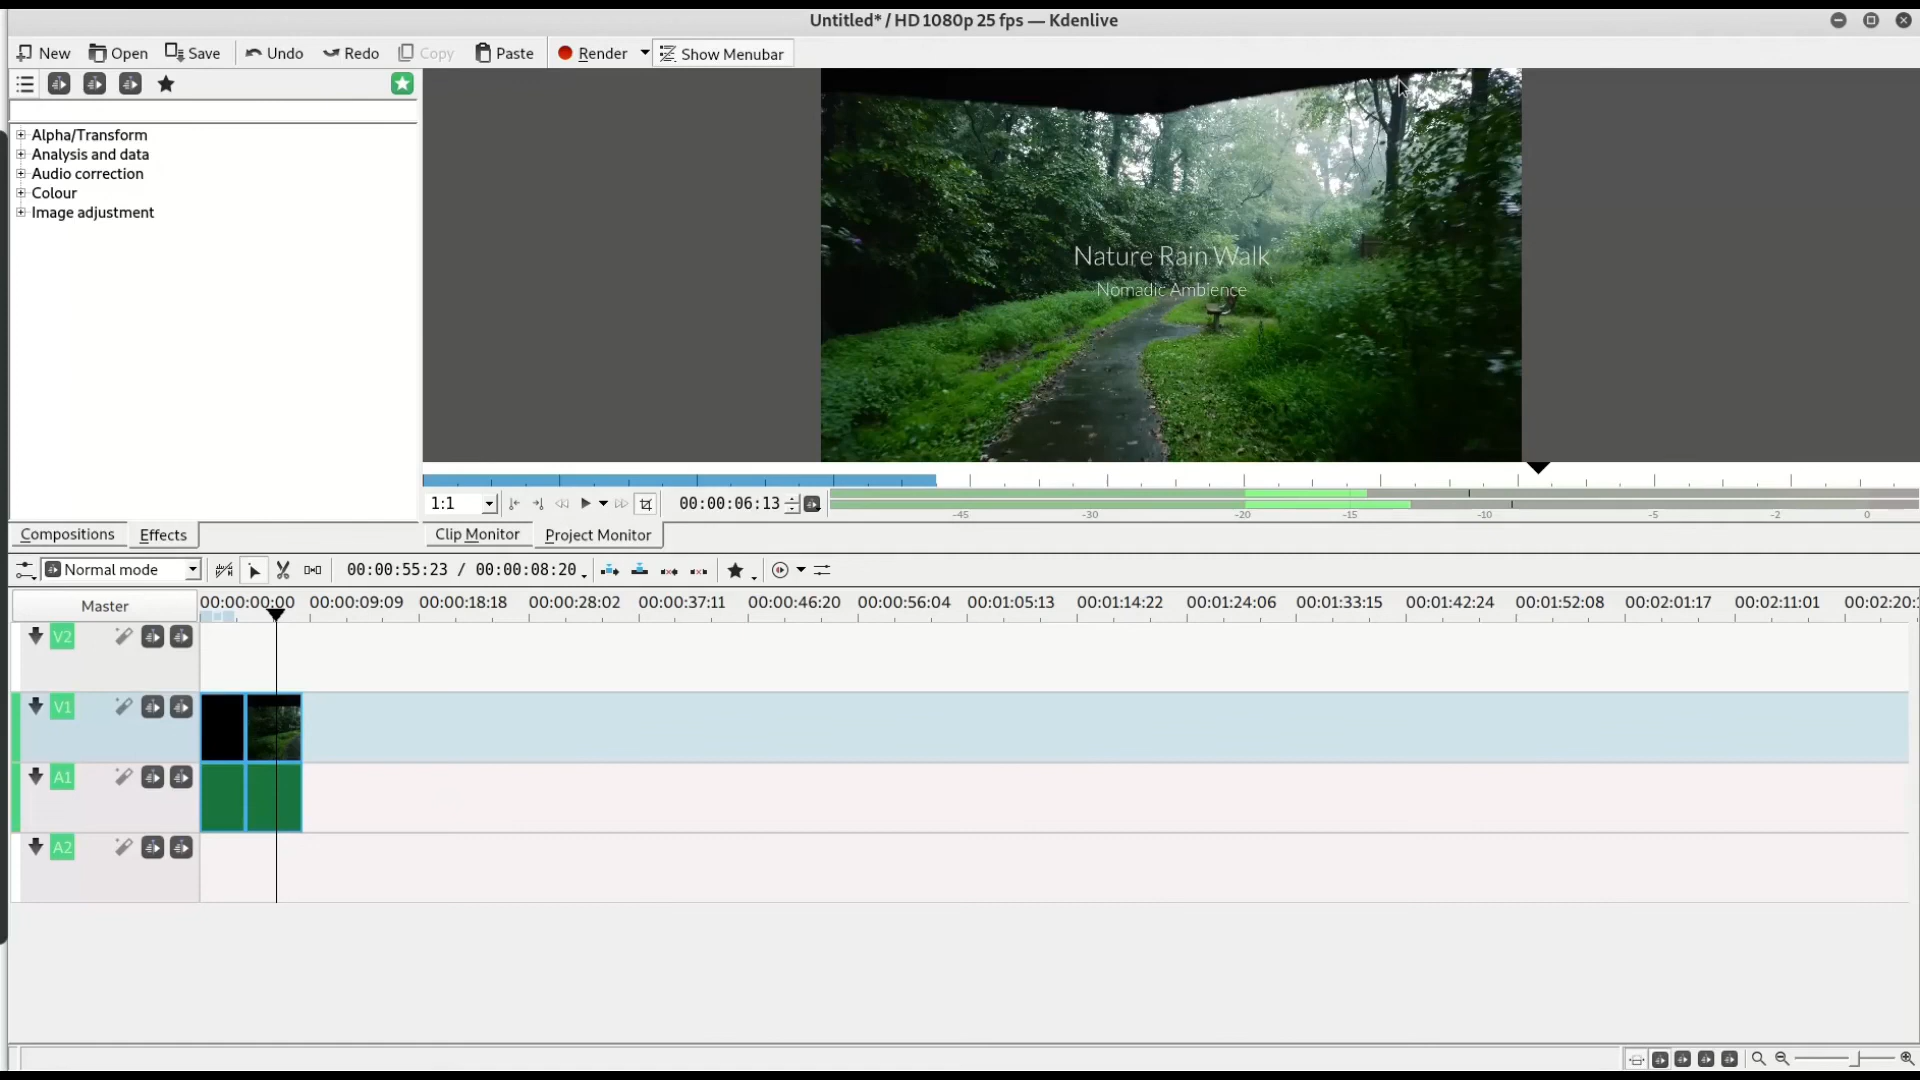 Untitled* / HD 1080p 25 fps — Kdenlive
New Open Save Undo Redo Copy Paste Render Show Menubar
Alpha/Transform
Analysis and data
Audio correction
Colour
Image adjustment
Nature Rain Walk
Nomadic Ambience
1:1 00:00:06:13
-45 -30 -20 -15 -10 -5 -2 0
Compositions Effects Clip Monitor Project Monitor
Normal mode 00:00:55:23 / 00:00:08:20
Master 00:00:00:00 00:00:09:09 00:00:18:18 00:00:28:02 00:00:37:11 00:00:46:20 00:00:56:04 00:01:05:13 00:01:14:22 00:01:24:06 00:01:33:15 00:01:42:24 00:01:52:08 00:02:01:17 00:02:11:01 00:02:20:
V2
V1
A1
A2